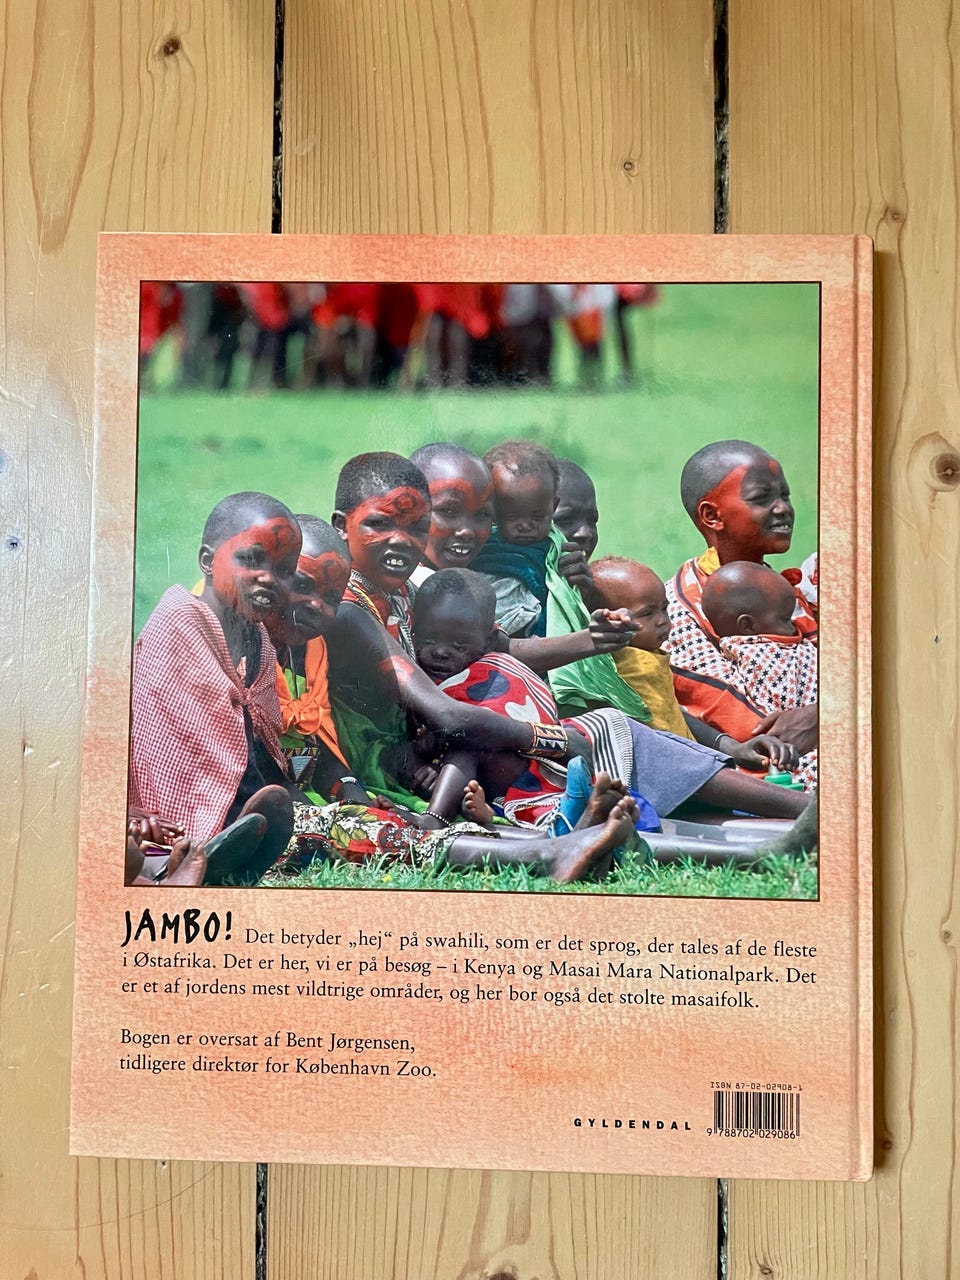 JAMBO! Det betyder „hej“ på swahili, som er det sprog, der tales af de fleste
i Østafrika. Det er her, vi er på besøg – i Kenya og Masai Mara Nationalpark. Det
er et af jordens mest vildtrige områder, og her bor også det stolte masaifolk.
Bogen er oversat af Bent Jørgensen,
tidligere direktør for København Zoo.
ISBN 87-02-02908-1
GYLDENDAL
9 788702 029086